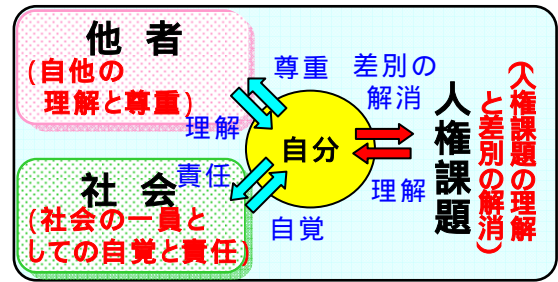 他者
(自他の
理解と尊重)
尊重
理解
自分
社会
(社会の一員と
しての自覚と責任)
責任
自覚
差別の
解消
理解
人権課題
(人権課題の理解
と差別の解消)